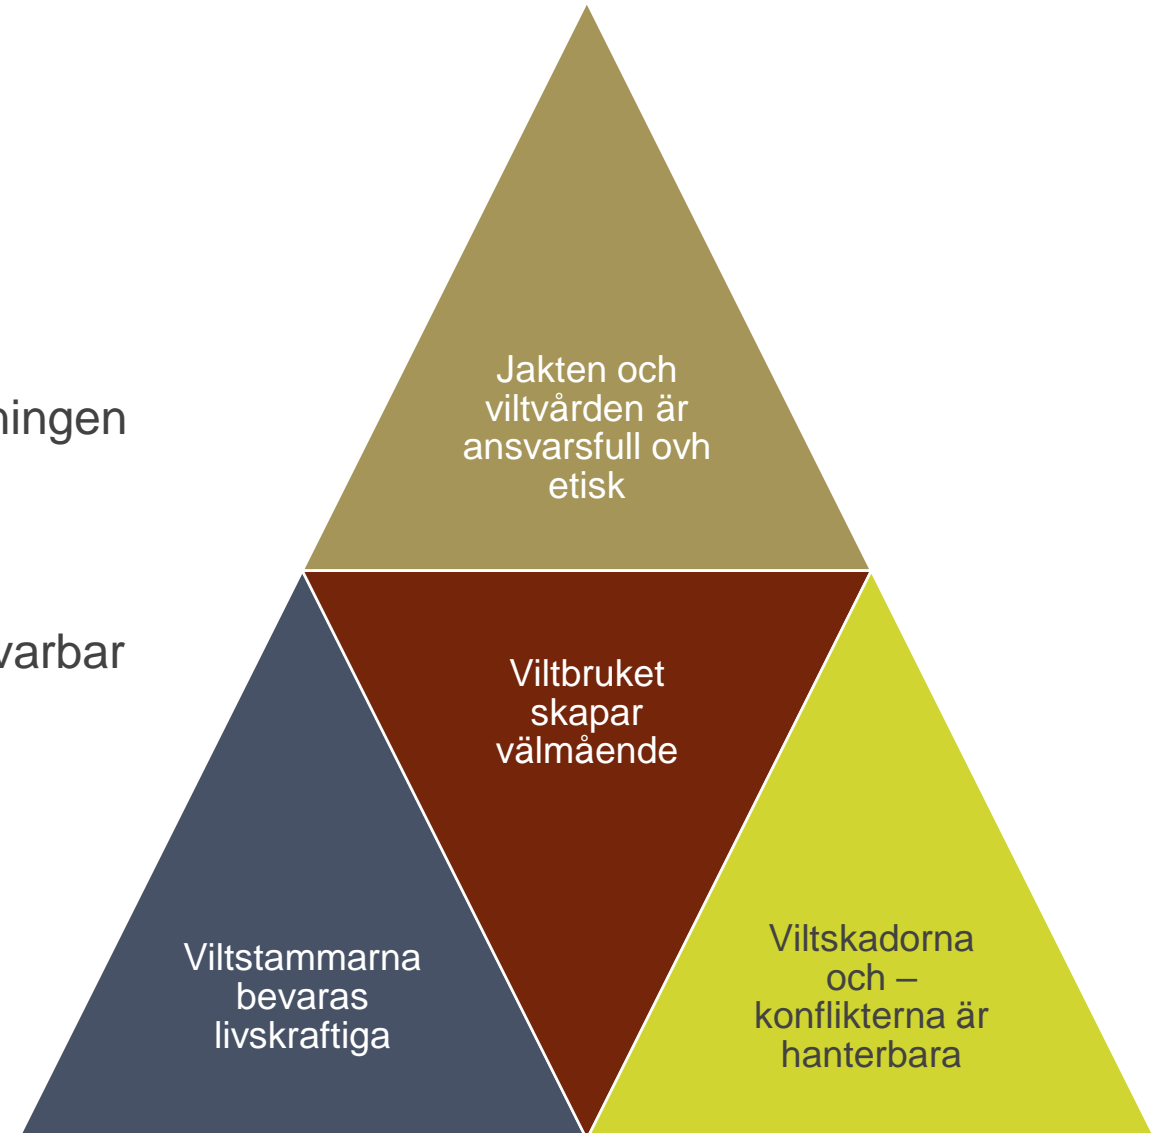 Jakten och
viltvården är
ansvarsfull ovh
etisk
ningen
varbar
Viltbruket
skapar
välmående
Viltstammarna
bevaras
livskraftiga
Viltskadorna
och –
konflikterna är
hanterbara